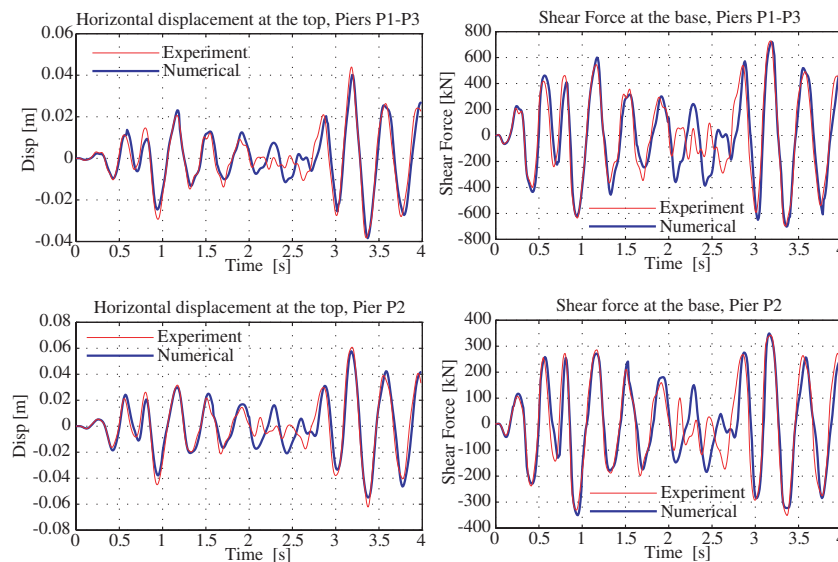 Horizontal displacement at the top, Piers P1-P3
Experiment
Numerical
Disp [m]
0.06
0.04
0.02
0
-0.02
-0.04
0 0.5 1 1.5 2 2.5 3 3.5 4
Time [s]
Shear Force at the base, Piers P1-P3
Shear Force [kN]
800
600
400
200
0
-200
-400
-600
-800
Experiment
Numerical
0 0.5 1 1.5 2 2.5 3 3.5 4
Time [s]
Horizontal displacement at the top, Pier P2
Experiment
Numerical
Disp [m]
0.08
0.06
0.04
0.02
0
-0.02
0.04
0.06
0.08
0 0.5 1 1.5 2 2.5 3 3.5 4
Time [s]
Shear force at the base, Pier P2
Shear Force [kN]
400
300
200
100
0
-100
-200
-300
-400
Experiment
Numerical
0 0.5 1 1.5 2 2.5 3 3.5 4
Time [s]